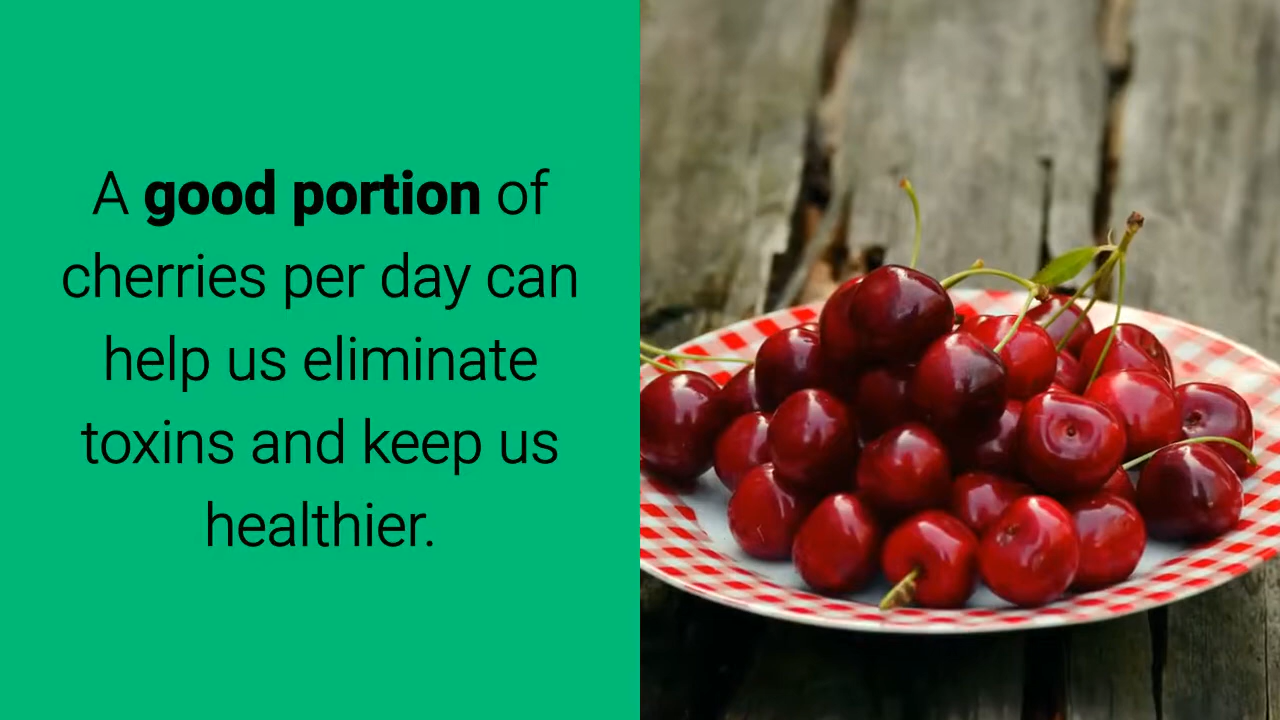 A good portion of
cherries per day can
help us eliminate
toxins and keep us
healthier.